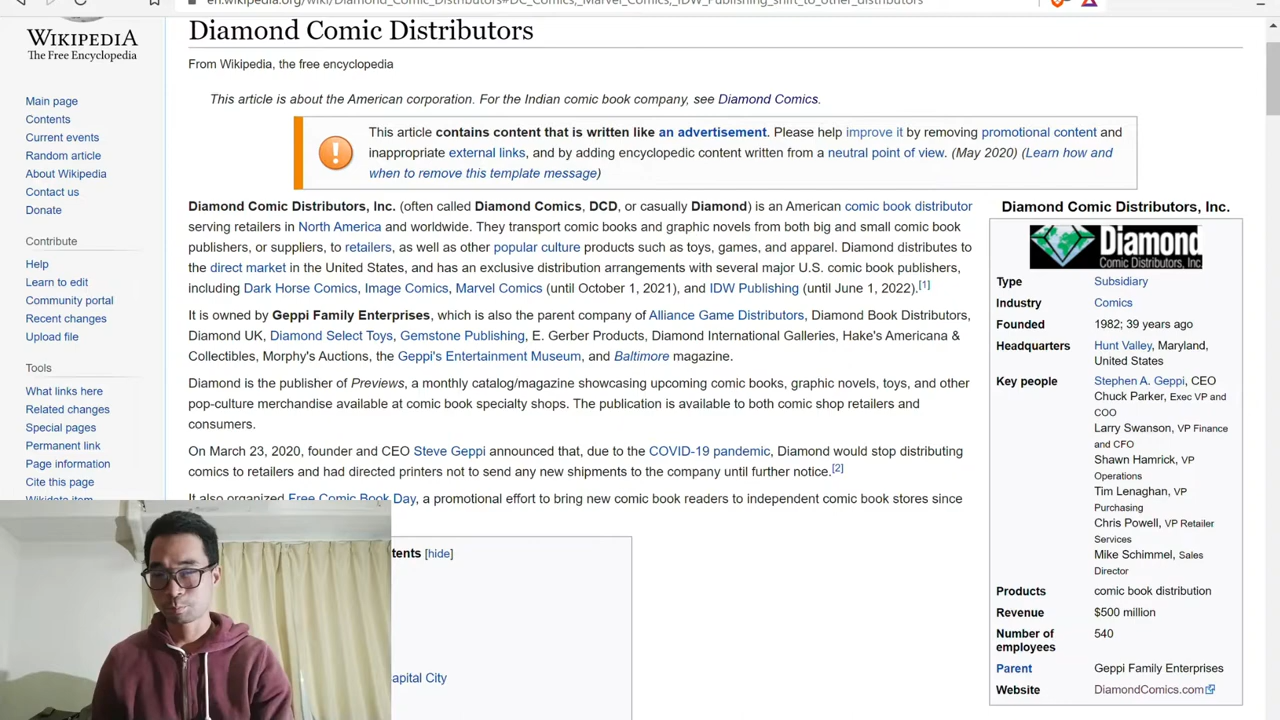 en.wikipedia.org/wiki/Diamond_Comic_Distributors#DC_Comics,_Marvel_Comics,_IDW_Publishing_shift_to_other_distributors
WIKIPEDIA
The Free Encyclopedia
Main page
Contents
Current events
Random article
About Wikipedia
Contact us
Donate
Contribute
Help
Learn to edit
Community portal
Recent changes
Upload file
Tools
What links here
Related changes
Special pages
Permanent link
Page information
Cite this page
Wikidata item
Diamond Comic Distributors
From Wikipedia, the free encyclopedia
This article is about the American corporation. For the Indian comic book company, see Diamond Comics.
This article contains content that is written like an advertisement. Please help improve it by removing promotional content and
inappropriate external links, and by adding encyclopedic content written from a neutral point of view. (May 2020) (Learn how and
when to remove this template message)
Diamond Comic Distributors, Inc. (often called Diamond Comics, DCD, or casually Diamond) is an American comic book distributor
serving retailers in North America and worldwide. They transport comic books and graphic novels from both big and small comic book
publishers, or suppliers, to retailers, as well as other popular culture products such as toys, games, and apparel. Diamond distributes to
the direct market in the United States, and has an exclusive distribution arrangements with several major U.S. comic book publishers,
including Dark Horse Comics, Image Comics, Marvel Comics (until October 1, 2021), and IDW Publishing (until June 1, 2022).[1]
It is owned by Geppi Family Enterprises, which is also the parent company of Alliance Game Distributors, Diamond Book Distributors,
Diamond UK, Diamond Select Toys, Gemstone Publishing, E. Gerber Products, Diamond International Galleries, Hake's Americana &
Collectibles, Morphy's Auctions, the Geppi's Entertainment Museum, and Baltimore magazine.
Diamond is the publisher of Previews, a monthly catalog/magazine showcasing upcoming comic books, graphic novels, toys, and other
pop-culture merchandise available at comic book specialty shops. The publication is available to both comic shop retailers and
consumers.
On March 23, 2020, founder and CEO Steve Geppi announced that, due to the COVID-19 pandemic, Diamond would stop distributing
comics to retailers and had directed printers not to send any new shipments to the company until further notice.[2]
It also organized Free Comic Book Day, a promotional effort to bring new comic book readers to independent comic book stores since
tents [hide]
apital City
Diamond Comic Distributors, Inc.
Diamond
Comic Distributors, Inc.
Type Subsidiary
Industry Comics
Founded 1982; 39 years ago
Headquarters Hunt Valley, Maryland,
United States
Key people Stephen A. Geppi, CEO
Chuck Parker, Exec VP and
COO
Larry Swanson, VP Finance
and CFO
Shawn Hamrick, VP
Operations
Tim Lenaghan, VP
Purchasing
Chris Powell, VP Retailer
Services
Mike Schimmel, Sales
Director
Products comic book distribution
Revenue $500 million
Number of 540
employees
Parent Geppi Family Enterprises
Website DiamondComics.com